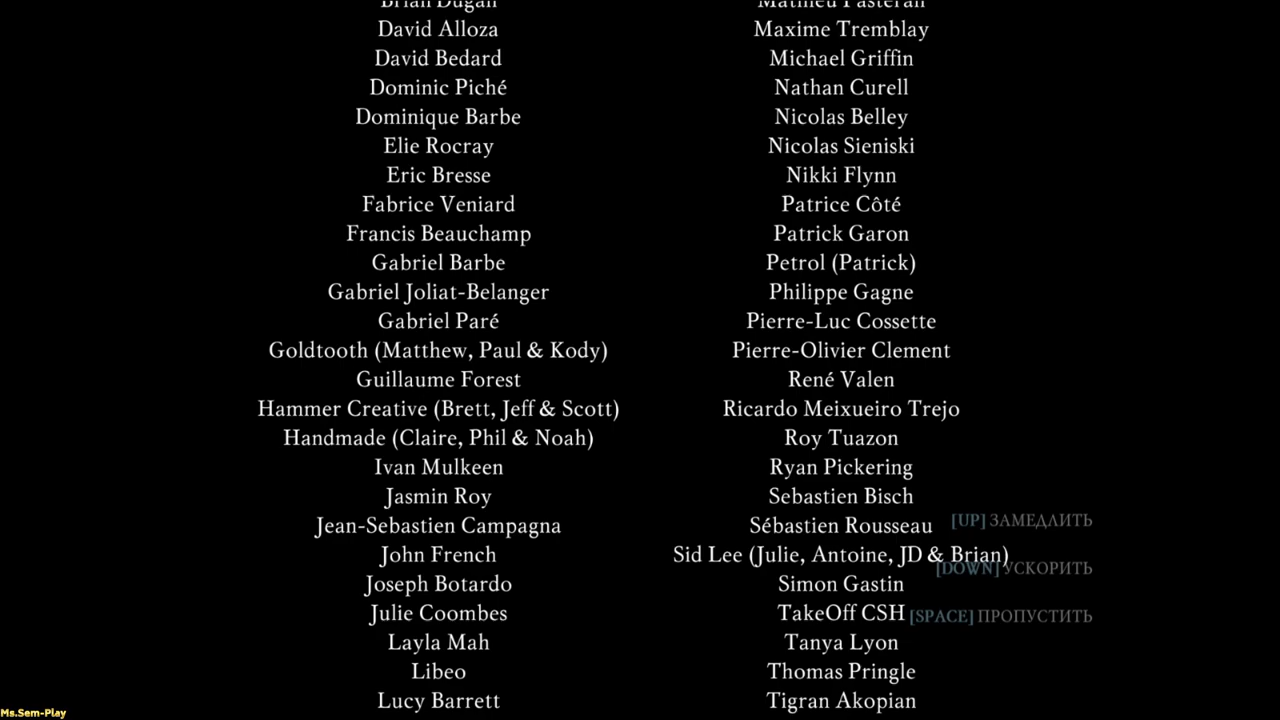 Brian Dugan
David Alloza
David Bedard
Dominic Piché
Dominique Barbe
Elie Rocray
Eric Bresse
Fabrice Veniard
Francis Beauchamp
Gabriel Barbe
Gabriel Joliat-Belanger
Gabriel Paré
Goldtooth (Matthew, Paul & Kody)
Guillaume Forest
Hammer Creative (Brett, Jeff & Scott)
Handmade (Claire, Phil & Noah)
Ivan Mulkeen
Jasmin Roy
Jean-Sebastien Campagna
John French
Joseph Botardo
Julie Coombes
Layla Mah
Libeo
Lucy Barrett
Mathieu Pasteran
Maxime Tremblay
Michael Griffin
Nathan Curell
Nicolas Belley
Nicolas Sieniski
Nikki Flynn
Patrice Côté
Patrick Garon
Petrol (Patrick)
Philippe Gagne
Pierre-Luc Cossette
Pierre-Olivier Clement
René Valen
Ricardo Meixueiro Trejo
Roy Tuazon
Ryan Pickering
Sebastien Bisch
Sébastien Rousseau
Sid Lee (Julie, Antoine, JD & Brian)
Simon Gastin
TakeOff CSH
Tanya Lyon
Thomas Pringle
Tigran Akopian
[UP] ЗАМЕДЛИТЬ
[DOWN] УСКОРИТЬ
[SPACE] ПРОПУСТИТЬ
Ms.Sem-Play